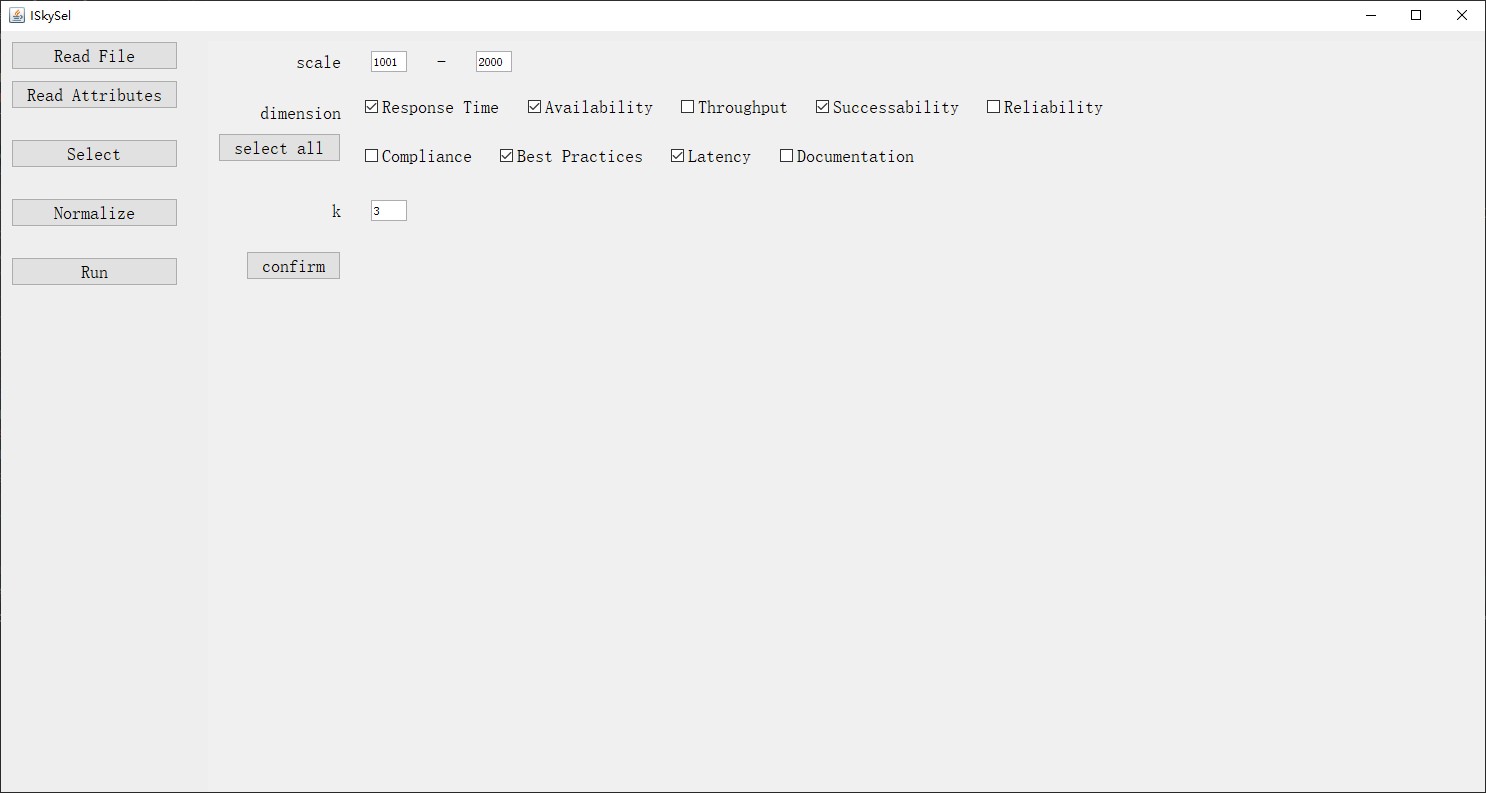 ISkySel
Read File
Read Attributes
Select
Normalize
Run
scale 1001 - 2000
dimension
Response Time Availability Throughput Successability Reliability
select all
Compliance Best Practices Latency Documentation
k 3
confirm